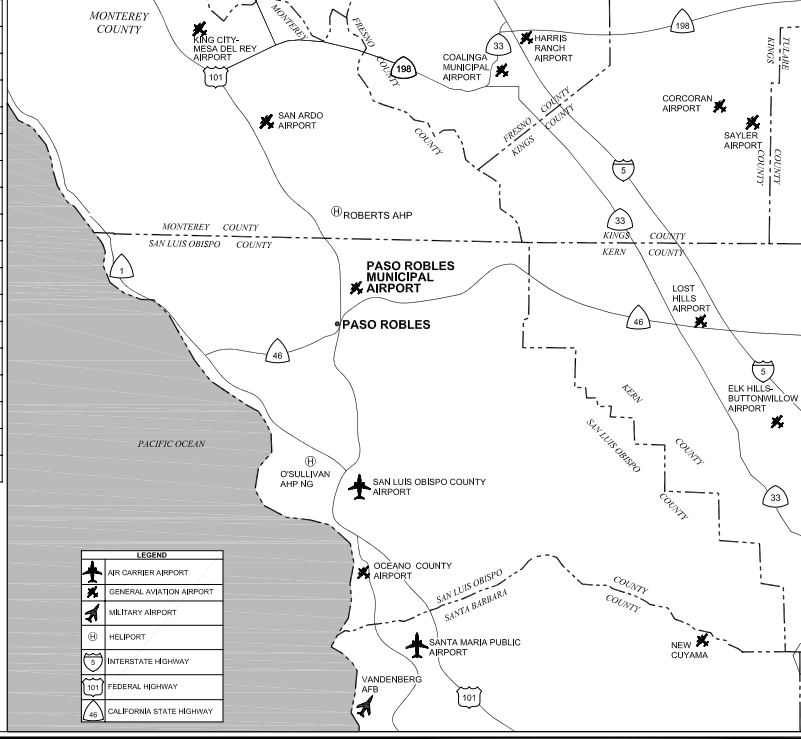 MONTEREY
COUNTY
KING CITY-
MESA DEL REY
AIRPORT
101
MONTEREY
COUNTY
FRESNO
COUNTY
198
COALINGA
MUNICIPAL
AIRPORT
33
HARRIS
RANCH
AIRPORT
198
KINGS
TULARE
COUNTY
COUNTY
SAN ARDO
AIRPORT
FRESNO
COUNTY
KINGS
COUNTY
CORCORAN
AIRPORT
SAYLER
AIRPORT
5
H
ROBERTS AHP
33
MONTEREY COUNTY
SAN LUIS OBISPO COUNTY
KINGS COUNTY
KERN COUNTY
1
PASO ROBLES
MUNICIPAL
AIRPORT
PASO ROBLES
46
46
LOST
HILLS
AIRPORT
5
ELK HILLS-
BUTTONWILLOW
AIRPORT
KERN
COUNTY
SAN LUIS OBISPO
COUNTY
33
PACIFIC OCEAN
H
O'SULLIVAN
AHP NG
SAN LUIS OBISPO COUNTY
AIRPORT
OCEANO COUNTY
AIRPORT
SAN LUIS OBISPO
SANTA BARBARA
COUNTY
COUNTY
SANTA MARIA PUBLIC
AIRPORT
NEW
CUYAMA
VANDENBERG
AFB
101
LEGEND
AIR CARRIER AIRPORT
GENERAL AVIATION AIRPORT
MILITARY AIRPORT
H HELIPORT
5 INTERSTATE HIGHWAY
101 FEDERAL HIGHWAY
46 CALIFORNIA STATE HIGHWAY